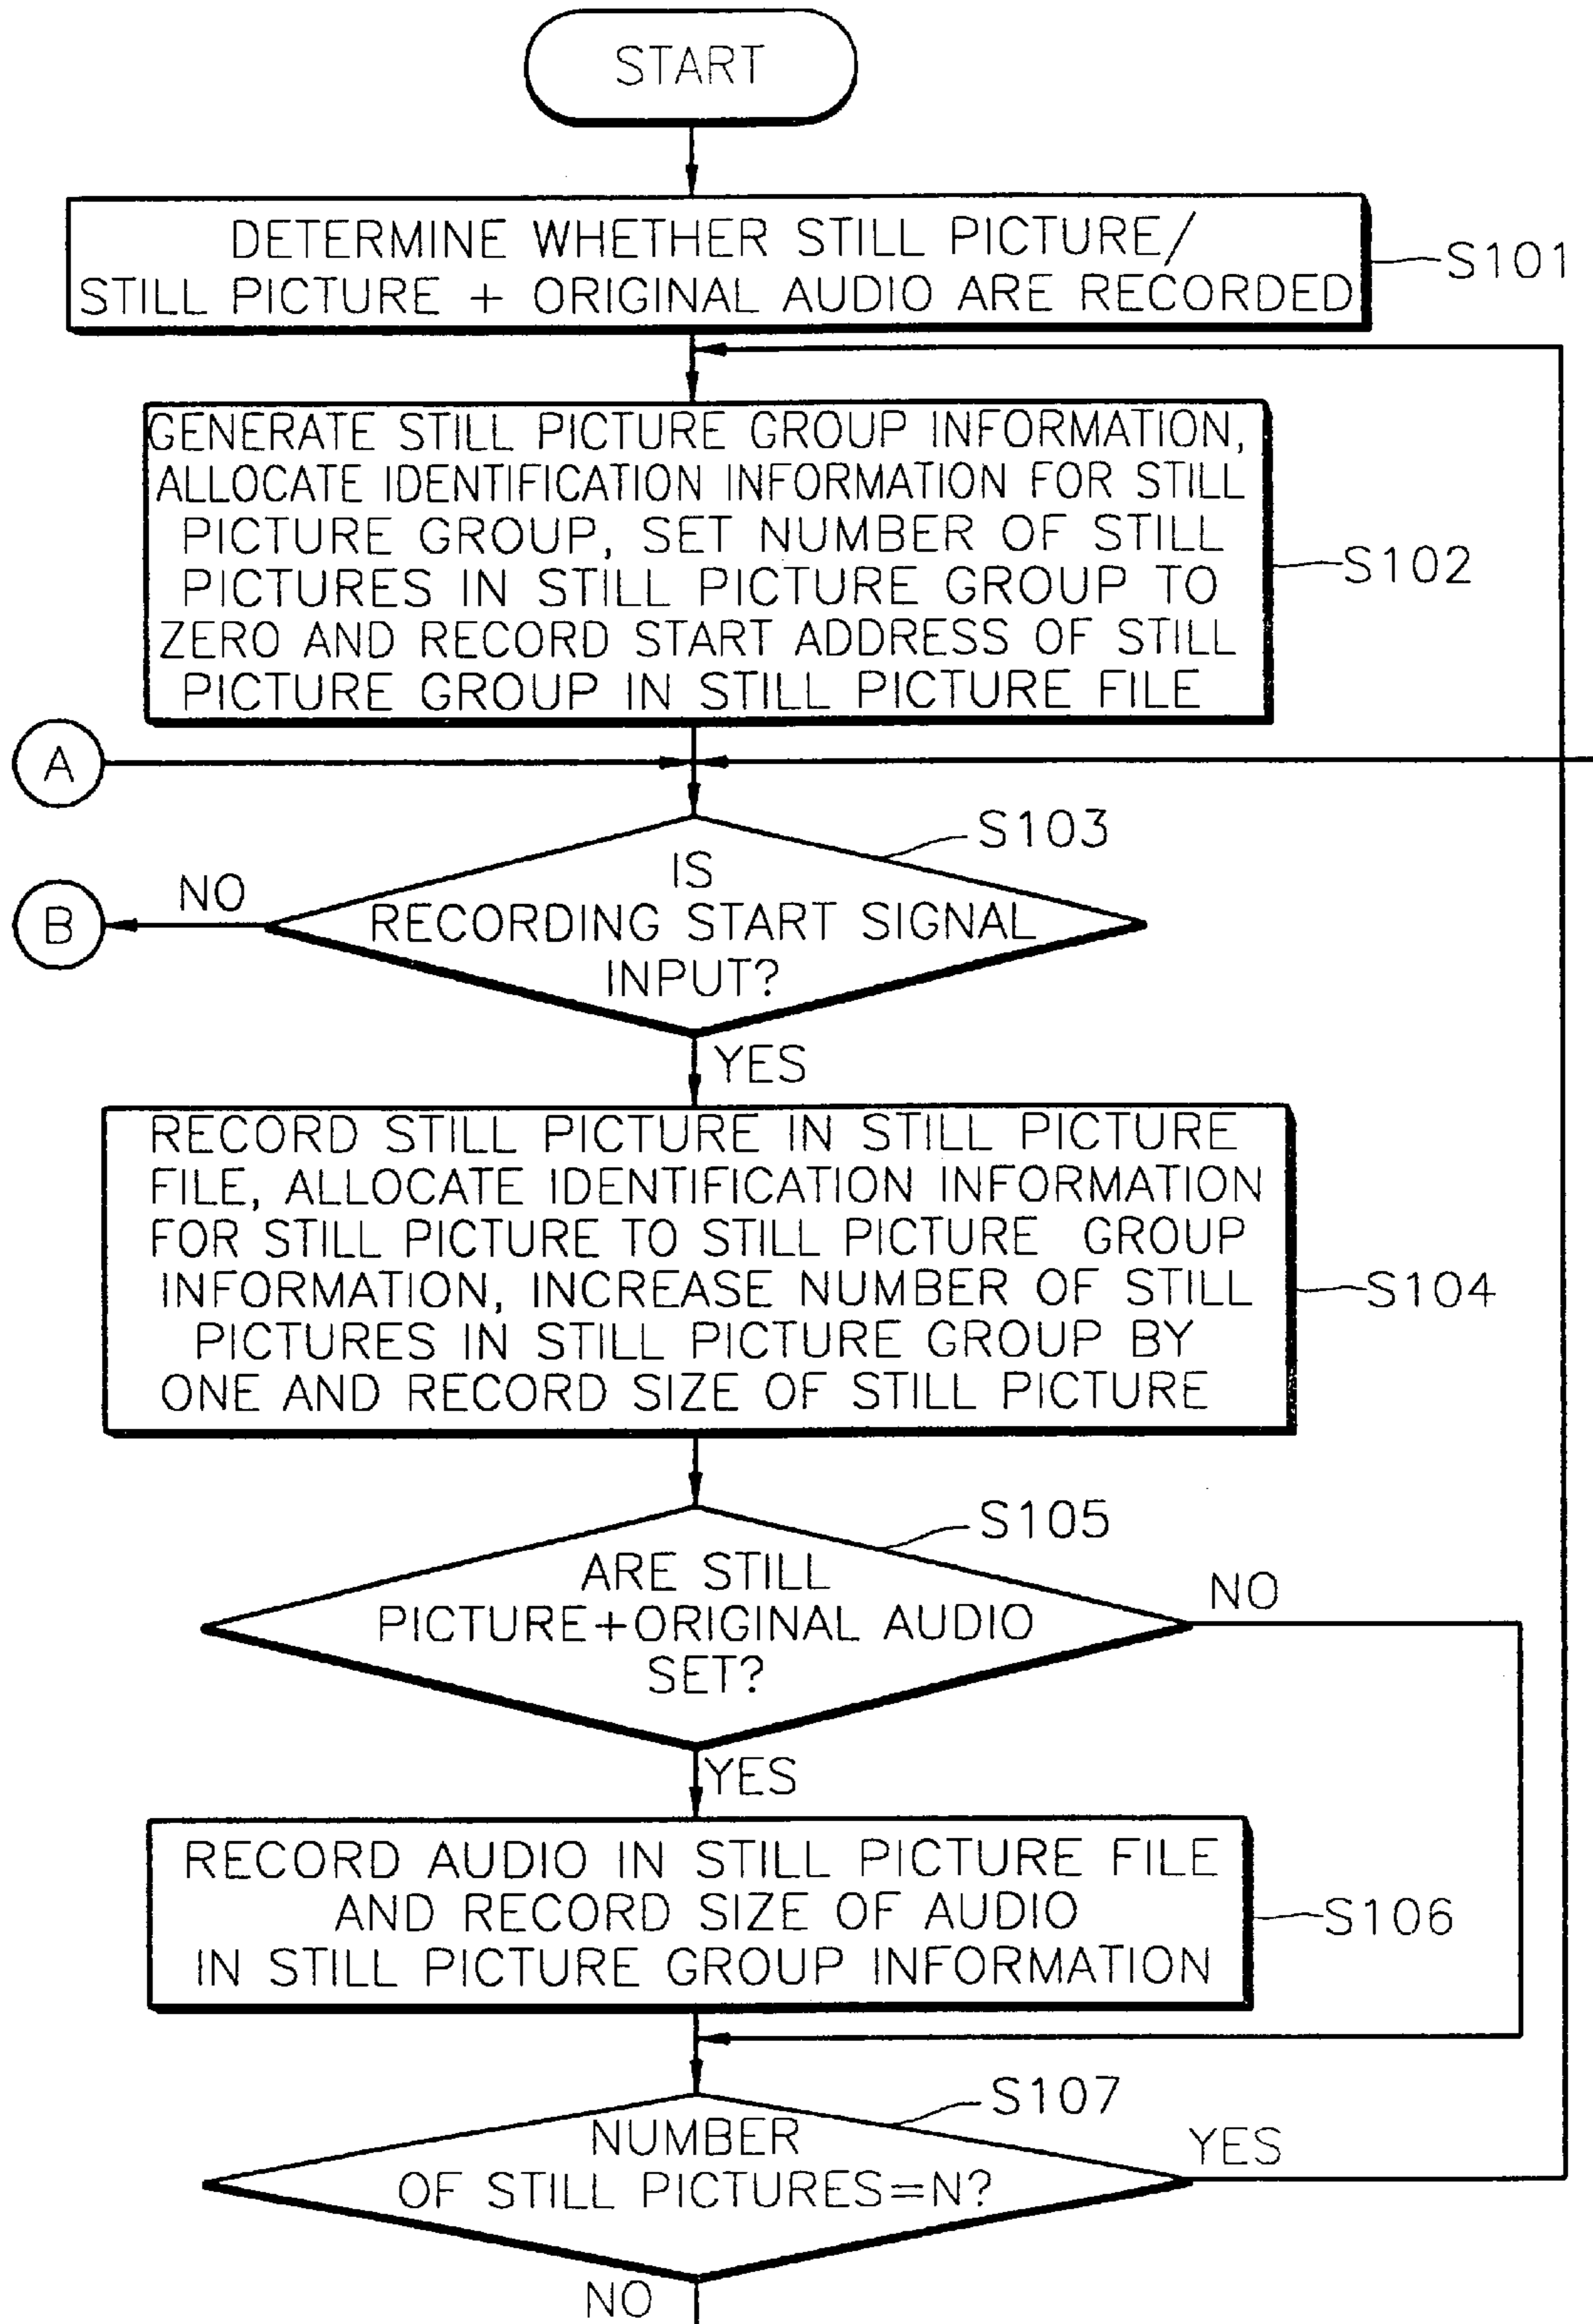 START
DETERMINE WHETHER STILL PICTURE/
STILL PICTURE + ORIGINAL AUDIO ARE RECORDED
S101
GENERATE STILL PICTURE GROUP INFORMATION,
ALLOCATE IDENTIFICATION INFORMATION FOR STILL
PICTURE GROUP, SET NUMBER OF STILL
PICTURES IN STILL PICTURE GROUP TO
ZERO AND RECORD START ADDRESS OF STILL
PICTURE GROUP IN STILL PICTURE FILE
S102
A
S103
IS
RECORDING START SIGNAL
INPUT?
NO
B
YES
RECORD STILL PICTURE IN STILL PICTURE
FILE, ALLOCATE IDENTIFICATION INFORMATION
FOR STILL PICTURE TO STILL PICTURE GROUP
INFORMATION, INCREASE NUMBER OF STILL
PICTURES IN STILL PICTURE GROUP BY
ONE AND RECORD SIZE OF STILL PICTURE
S104
S105
ARE STILL
PICTURE+ORIGINAL AUDIO
SET?
NO
YES
RECORD AUDIO IN STILL PICTURE FILE
AND RECORD SIZE OF AUDIO
IN STILL PICTURE GROUP INFORMATION
S106
S107
NUMBER
OF STILL PICTURES=N?
YES
NO